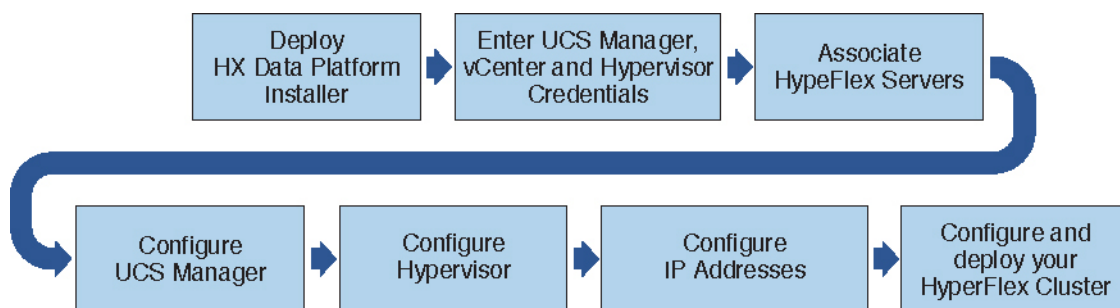 Deploy
HX Data Platform
Installer
Enter UCS Manager,
vCenter and Hypervisor
Credentials
Associate
HypeFlex Servers
Configure
UCS Manager
Configure
Hypervisor
Configure
IP Addresses
Configure and
deploy your
HyperFlex Cluster